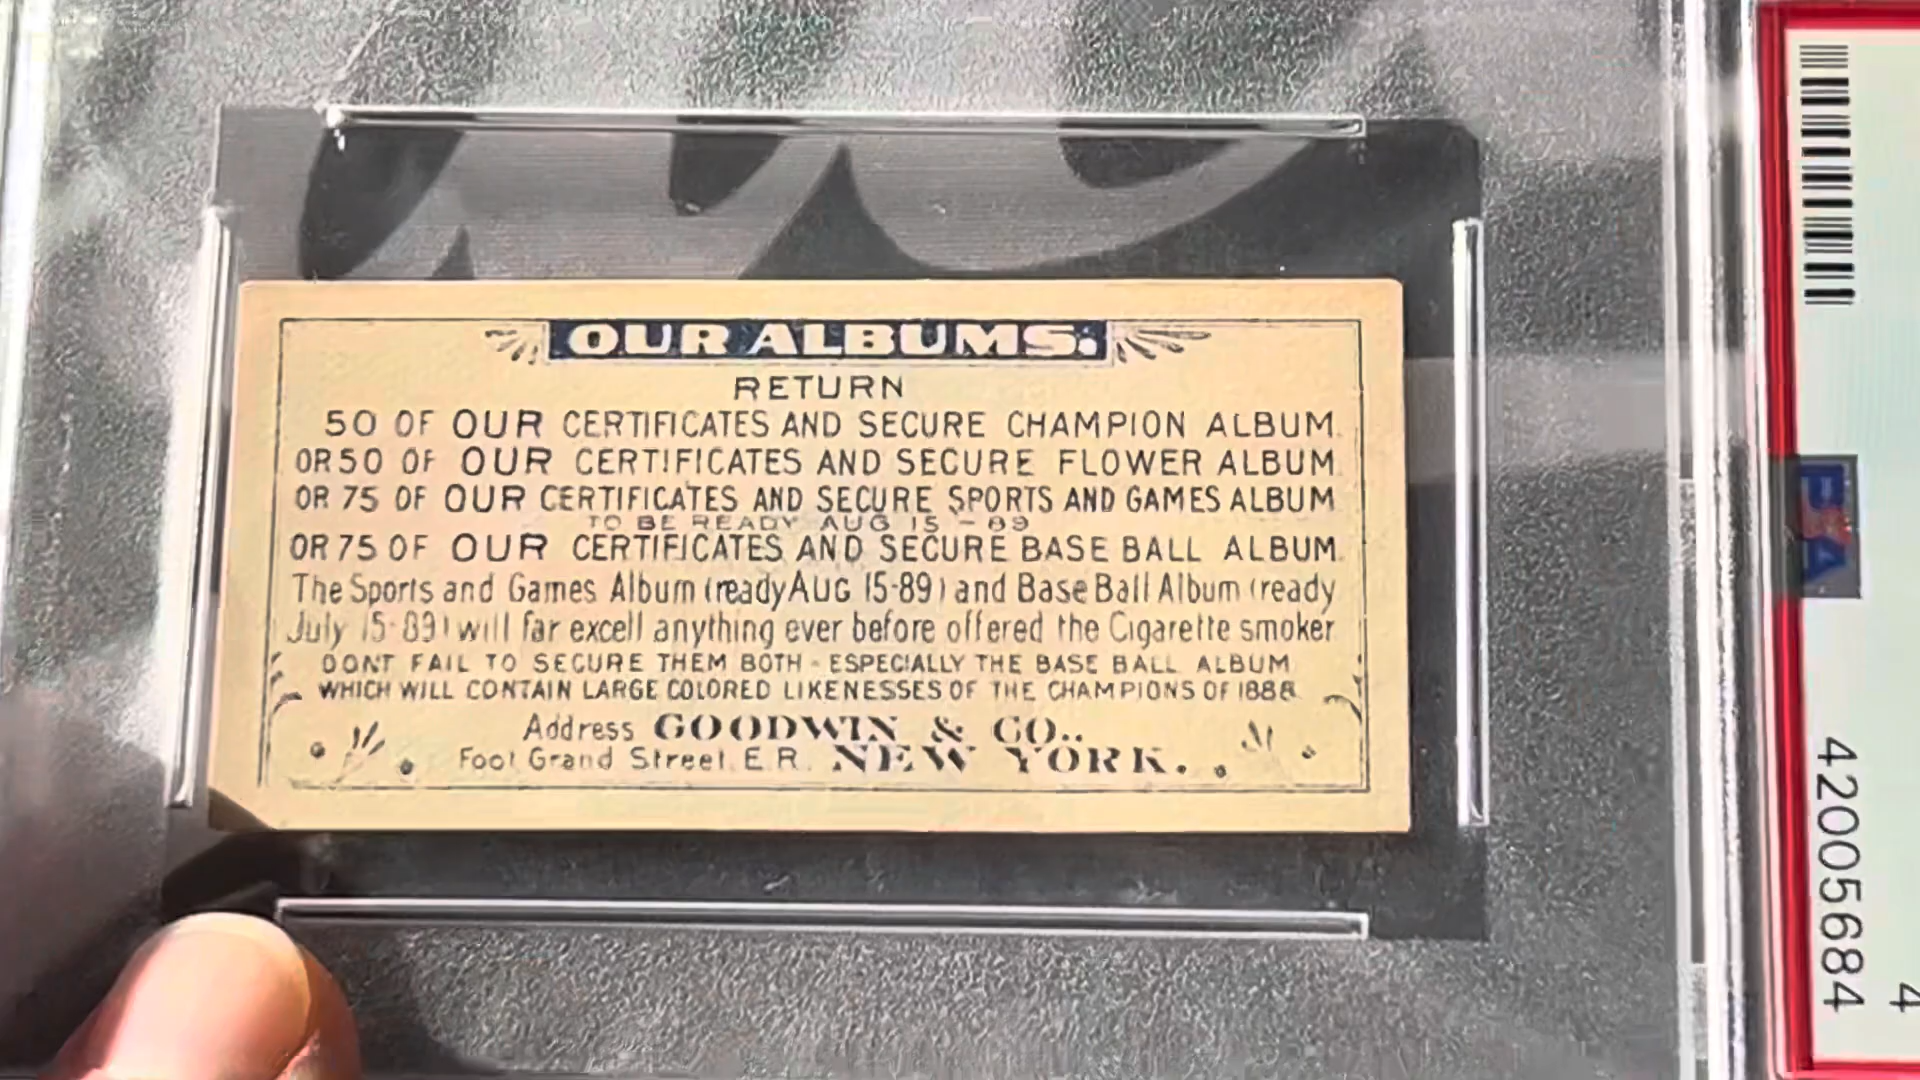 OUR ALBUMS.
RETURN
50 OF OUR CERTIFICATES AND SECURE CHAMPION ALBUM.
OR 50 OF OUR CERTIFICATES AND SECURE FLOWER ALBUM.
OR 75 OF OUR CERTIFICATES AND SECURE SPORTS AND GAMES ALBUM
TO BE READY AUG 15 - 89
OR 75 OF OUR CERTIFICATES AND SECURE BASE BALL ALBUM.
The Sports and Games Album (ready AUG 15-89) and Base Ball Album (ready
July 15-89) will far excell anything ever before offered the Cigarette smoker
DONT FAIL TO SECURE THEM BOTH - ESPECIALLY THE BASE BALL ALBUM
WHICH WILL CONTAIN LARGE COLORED LIKENESSES OF THE CHAMPIONS OF 1888
Address GOODWIN & CO..
Foot Grand Street. E.R. NEW YORK.
PSA
42005684
4